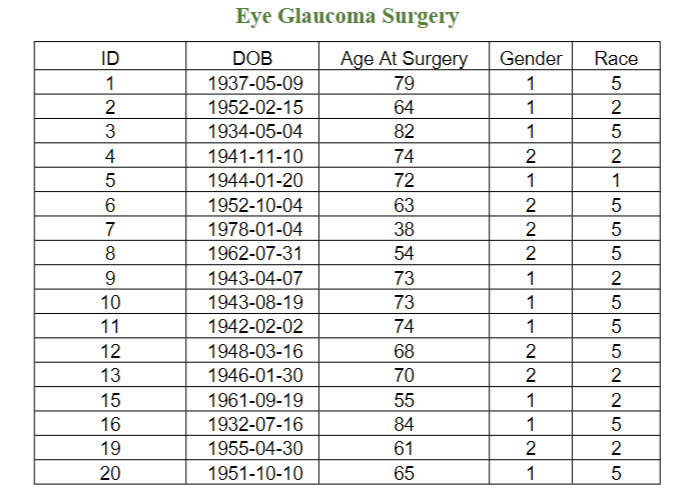 Eye Glaucoma Surgery
ID DOB Age At Surgery Gender Race
1 1937-05-09 79 1 5
2 1952-02-15 64 1 2
3 1934-05-04 82 1 5
4 1941-11-10 74 2 2
5 1944-01-20 72 1 1
6 1952-10-04 63 2 5
7 1978-01-04 38 2 5
8 1962-07-31 54 2 5
9 1943-04-07 73 1 2
10 1943-08-19 73 1 5
11 1942-02-02 74 1 5
12 1948-03-16 68 2 5
13 1946-01-30 70 2 2
15 1961-09-19 55 1 2
16 1932-07-16 84 1 5
19 1955-04-30 61 2 2
20 1951-10-10 65 1 5